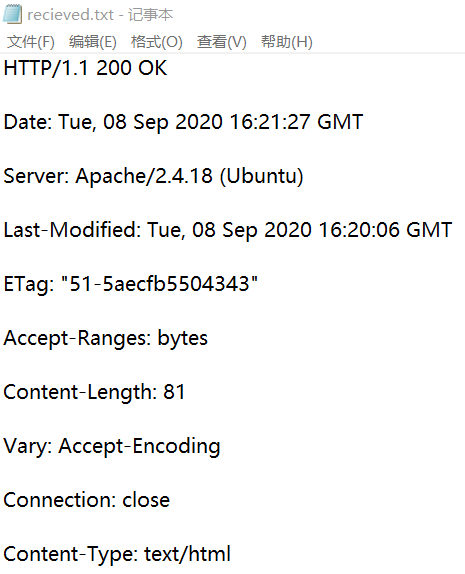 recieved.txt - 记事本
文件(F) 编辑(E) 格式(O) 查看(V) 帮助(H)
HTTP/1.1 200 OK
Date: Tue, 08 Sep 2020 16:21:27 GMT
Server: Apache/2.4.18 (Ubuntu)
Last-Modified: Tue, 08 Sep 2020 16:20:06 GMT
ETag: "51-5aecfb5504343"
Accept-Ranges: bytes
Content-Length: 81
Vary: Accept-Encoding
Connection: close
Content-Type: text/html